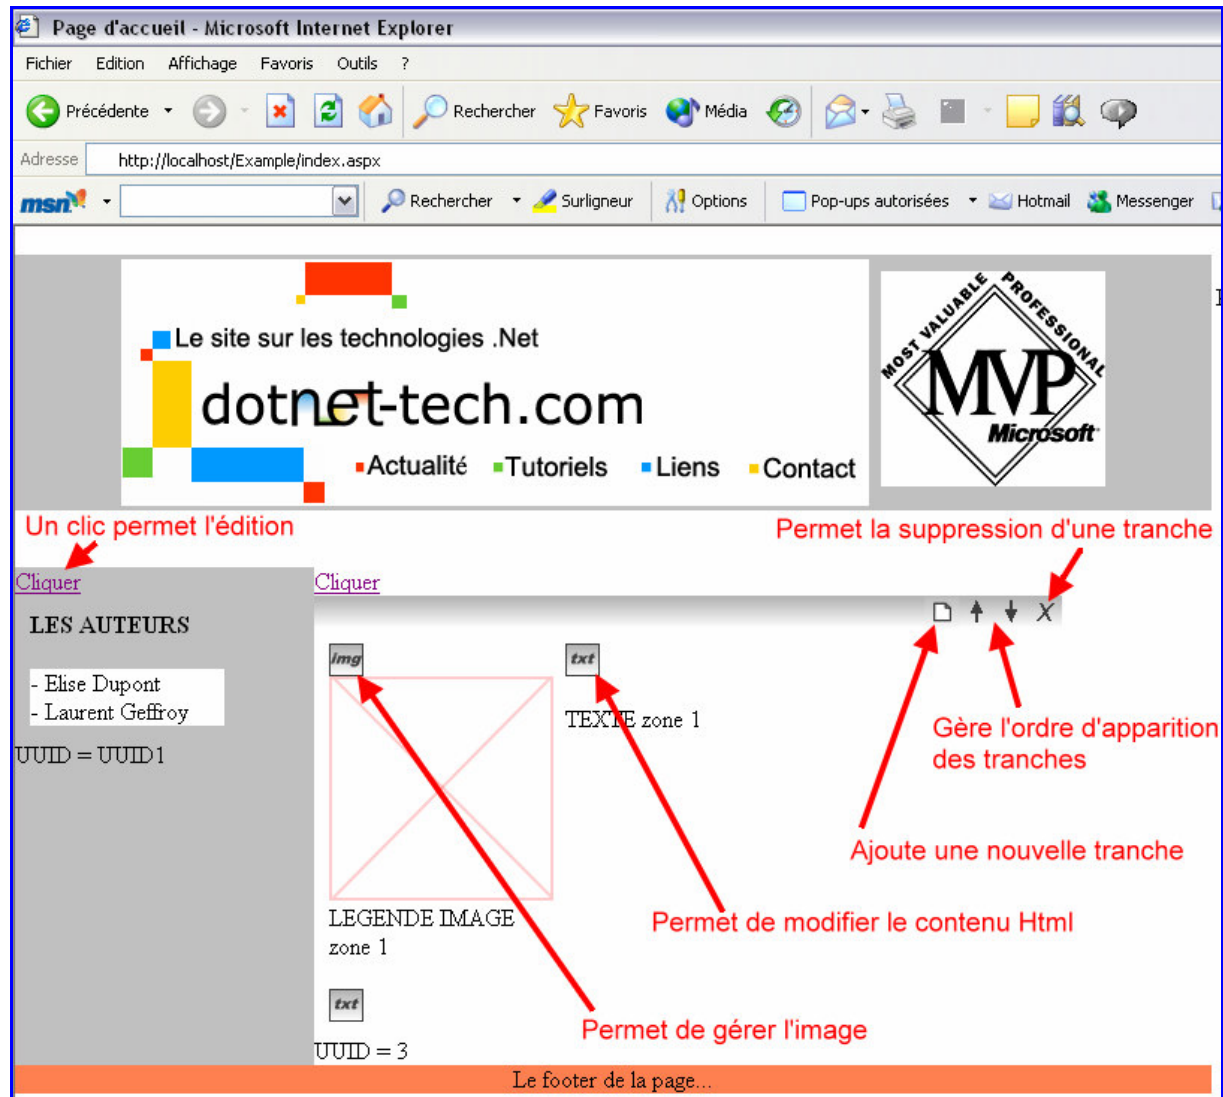 Page d'accueil - Microsoft Internet Explorer
Fichier Edition Affichage Favoris Outils ?
Précédente Rechercher Favoris Média
Adresse http://localhost/Example/index.aspx
msn Rechercher Surligneur Options Pop-ups autorisées Hotmail Messenger
Le site sur les technologies .Net
dotnet-tech.com
Actualité Tutoriels Liens Contact
MOST VALUABLE PROFESSIONAL
MVP
Microsoft
Un clic permet l'édition
Permet la suppression d'une tranche
Cliquer
Cliquer
X
LES AUTEURS
- Elise Dupont
- Laurent Geffroy
UUID = UUID1
img
txt
TEXTE zone 1
Gère l'ordre d'apparition
des tranches
Ajoute une nouvelle tranche
LEGENDE IMAGE
zone 1
Permet de modifier le contenu Html
txt
Permet de gérer l'image
UUID = 3
Le footer de la page...